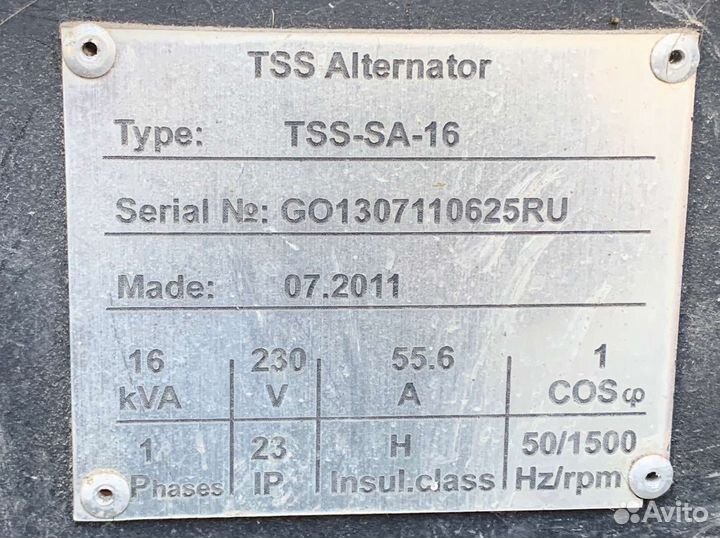 TSS Alternator
Type: TSS-SA-16
Serial №: GO1307110625RU
Made: 07.2011
16 230 55.6 1
kVA V A COS φ
1 23 H 50/1500
Phases IP Insul.class Hz/rpm
Avito